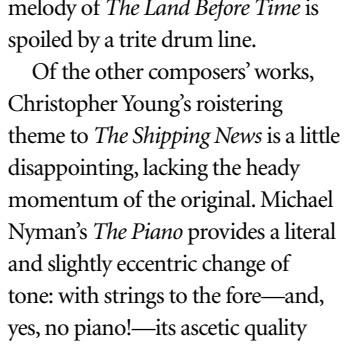 melody of The Land Before Time is
spoiled by a trite drum line.
Of the other composers’ works,
Christopher Young’s roistering
theme to The Shipping News is a little
disappointing, lacking the heady
momentum of the original. Michael
Nyman’s The Piano provides a literal
and slightly eccentric change of
tone: with strings to the fore—and,
yes, no piano!—its ascetic quality